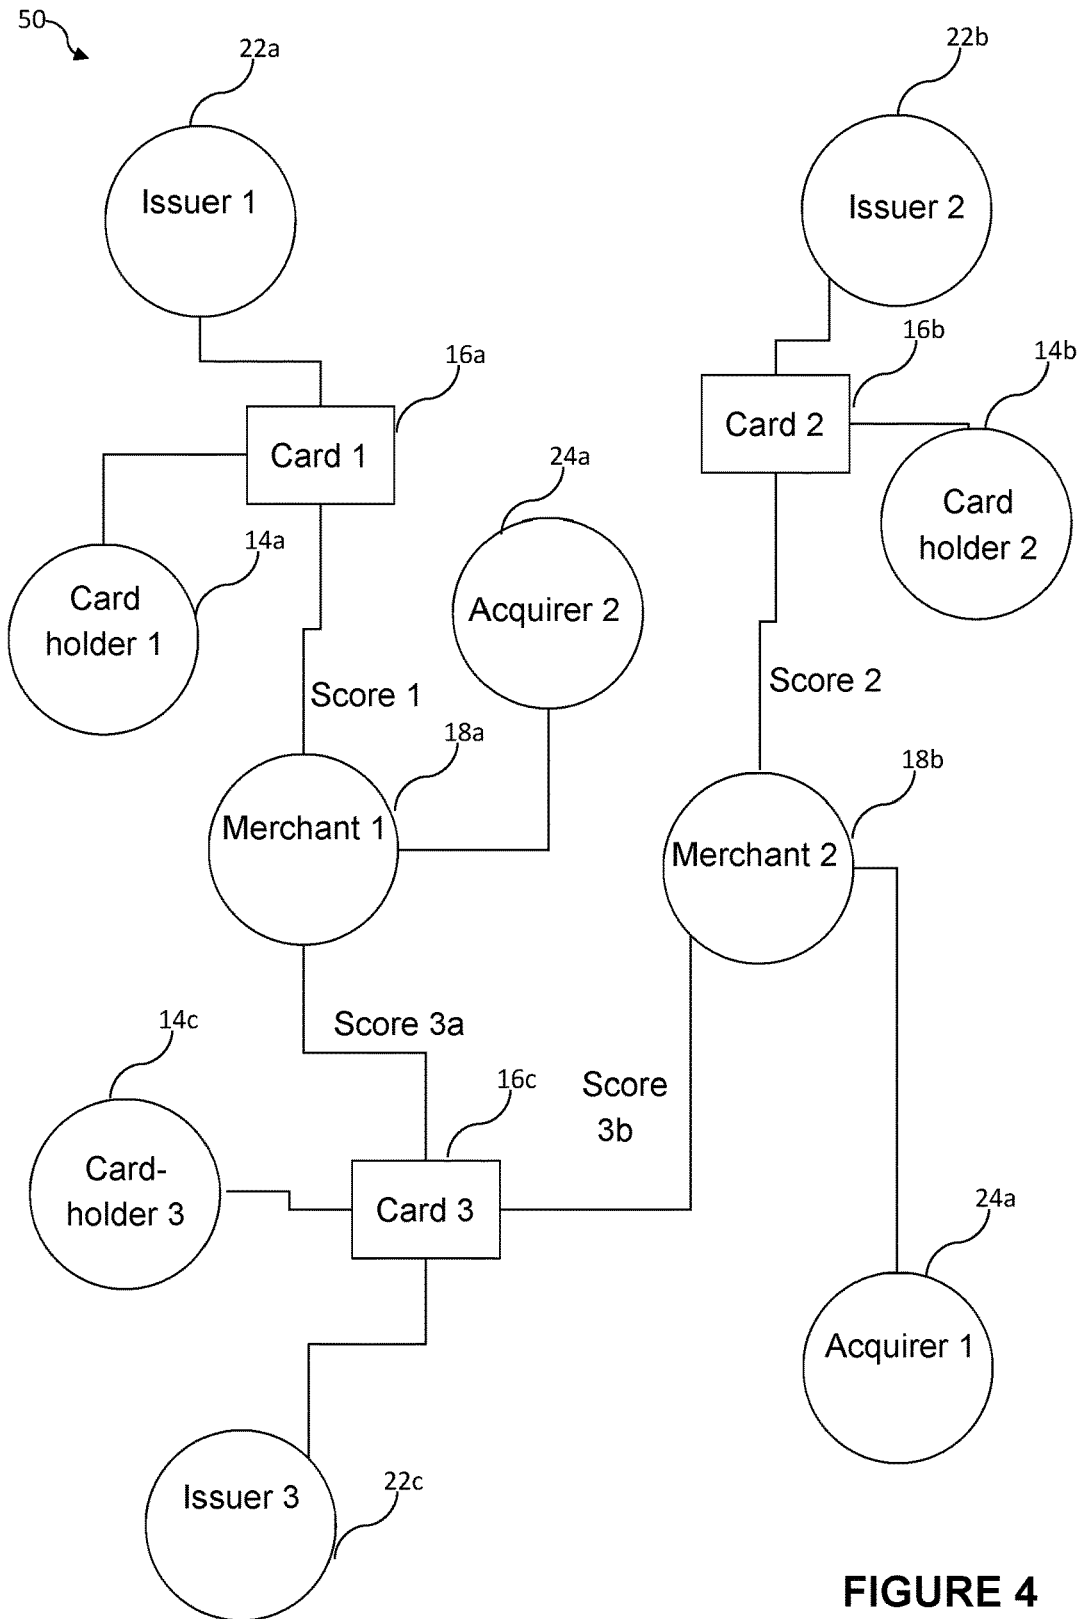 50
22a
22b
Issuer 1
Issuer 2
16a
16b
14b
Card 1
Card 2
24a
14a
Card
holder 2
Card
holder 1
Acquirer 2
Score 1
Score 2
18a
18b
Merchant 1
Merchant 2
14c
Score 3a
16c
Score
3b
Card-
holder 3
Card 3
24a
Acquirer 1
Issuer 3
22c
FIGURE 4